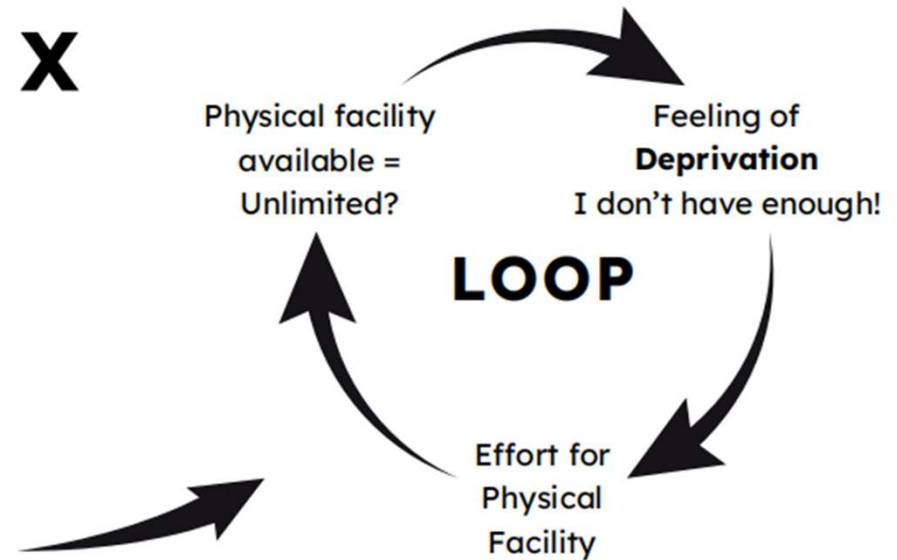 X
Physical facility
available =
Unlimited?
Feeling of
Deprivation
I don't have enough!
LOOP
Effort for
Physical
Facility